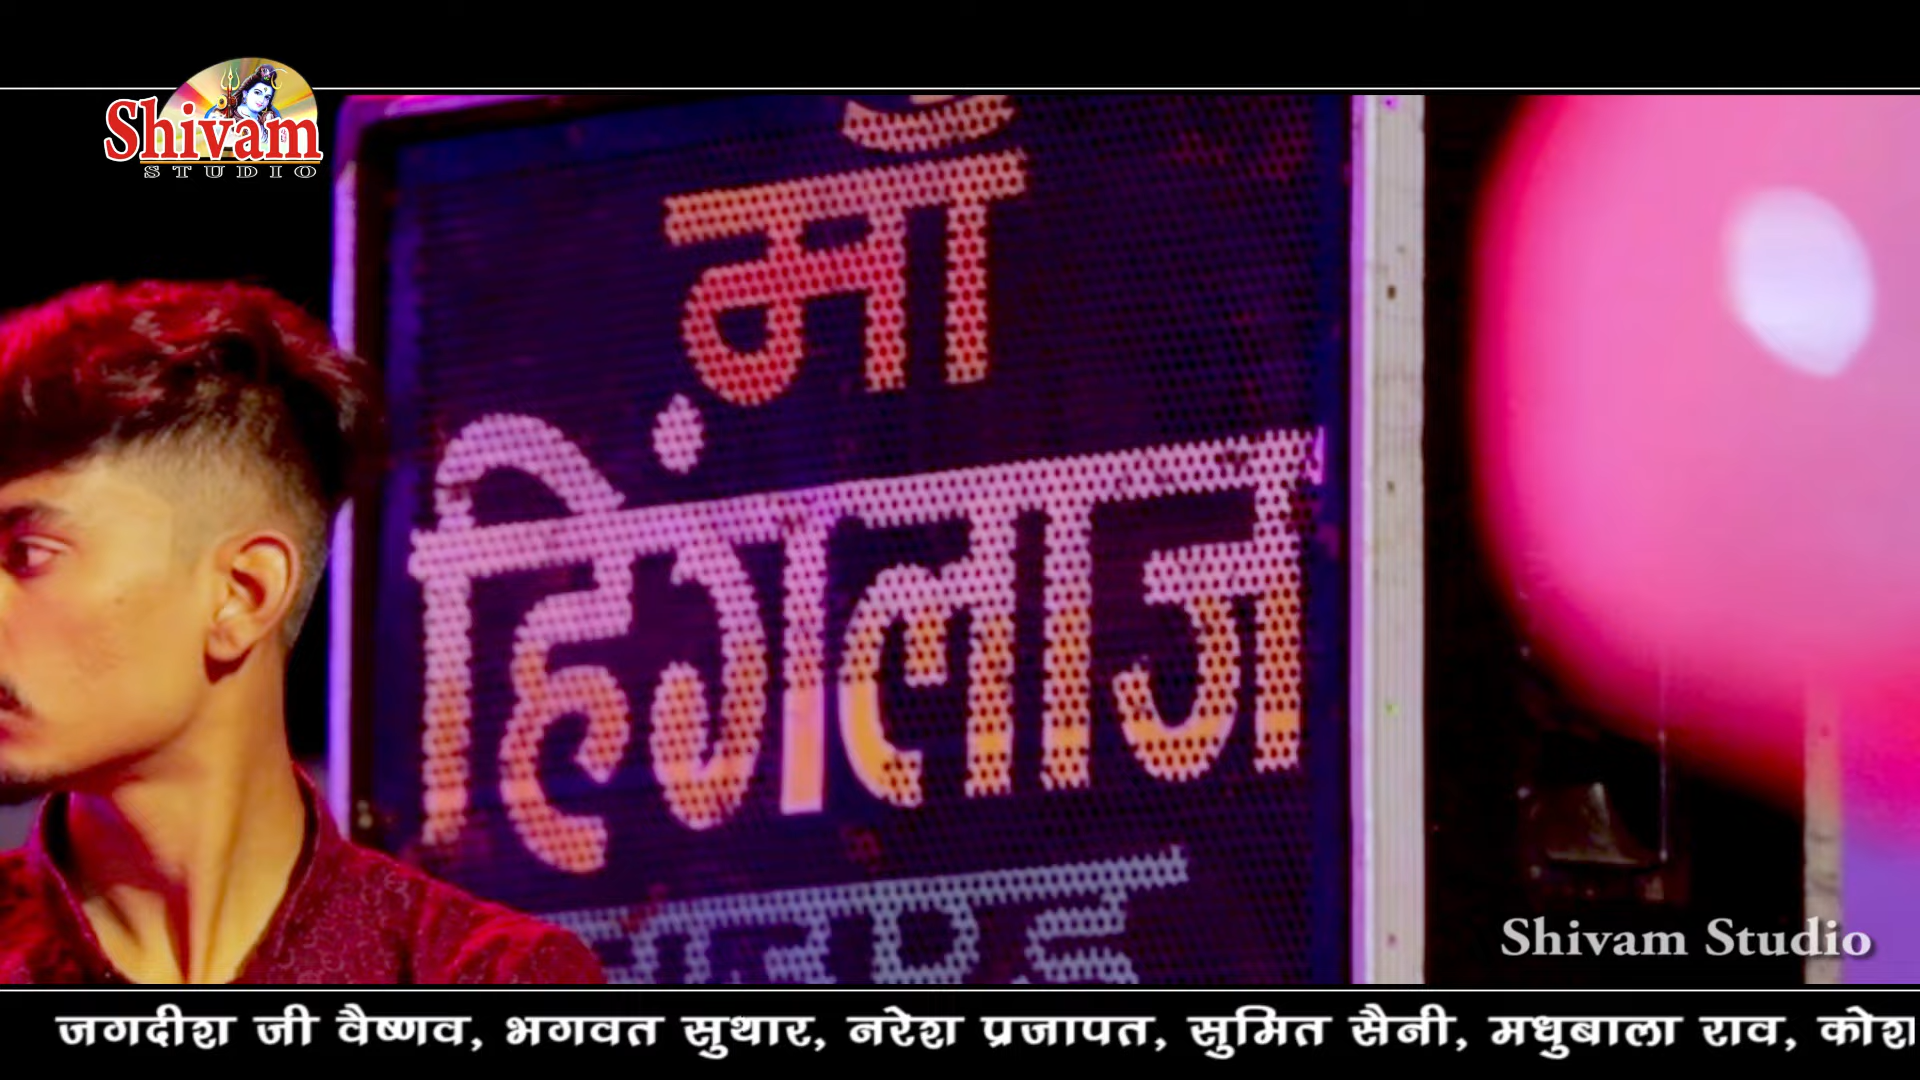 Shivam
STUDIO
माँ
हिंगलाज
Shivam Studio
जगदीश जी वैष्णव, भगवत सुथार, नरेश प्रजापत, सुमित सैनी, मधुबाला राव,